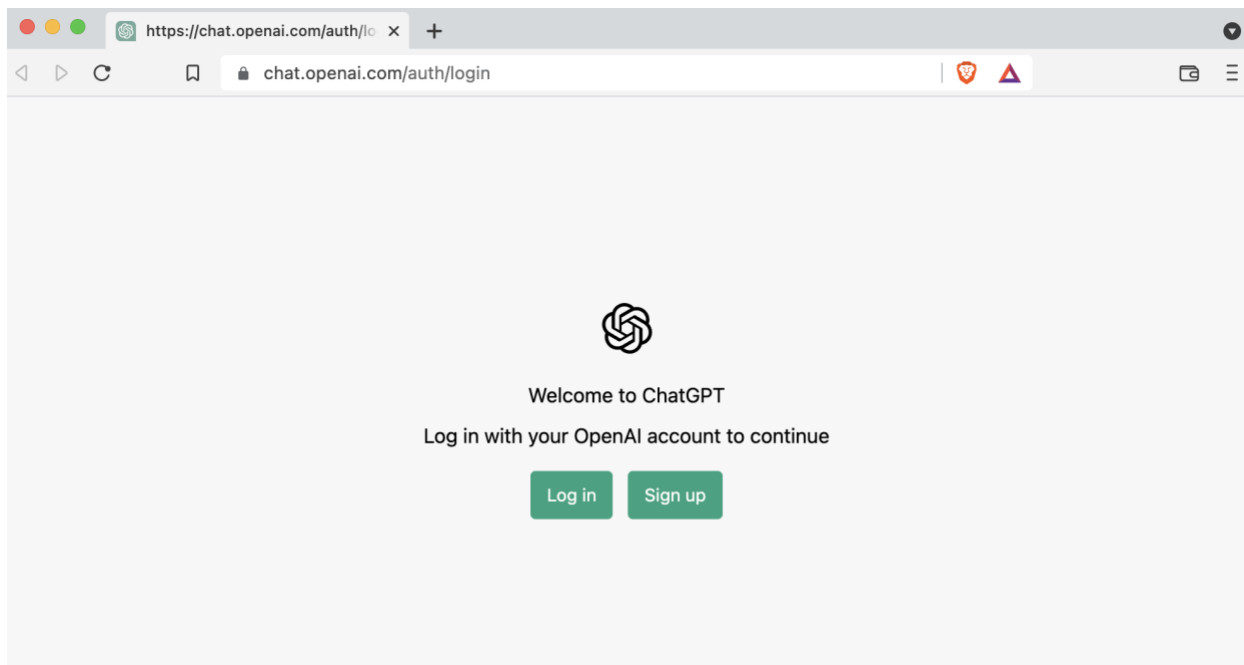 https://chat.openai.com/auth/lo
chat.openai.com/auth/login
Welcome to ChatGPT
Log in with your OpenAI account to continue
Log in
Sign up